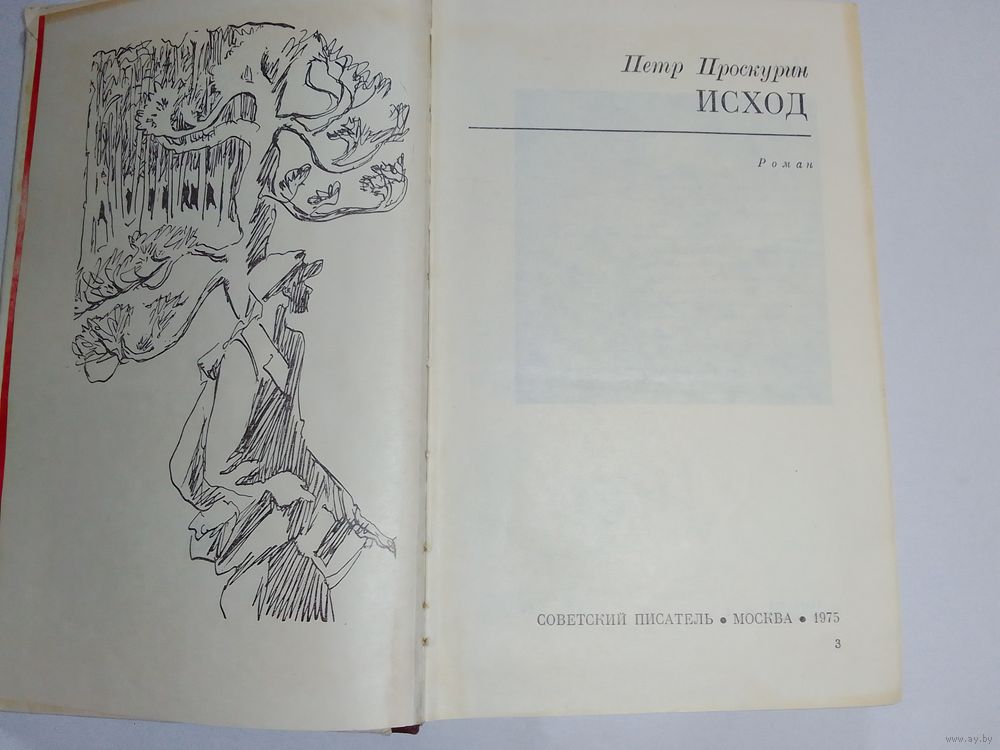 Петр Проскурин
ИСХОД
Роман
СОВЕТСКИЙ ПИСАТЕЛЬ • МОСКВА • 1975
3
www.ay.by